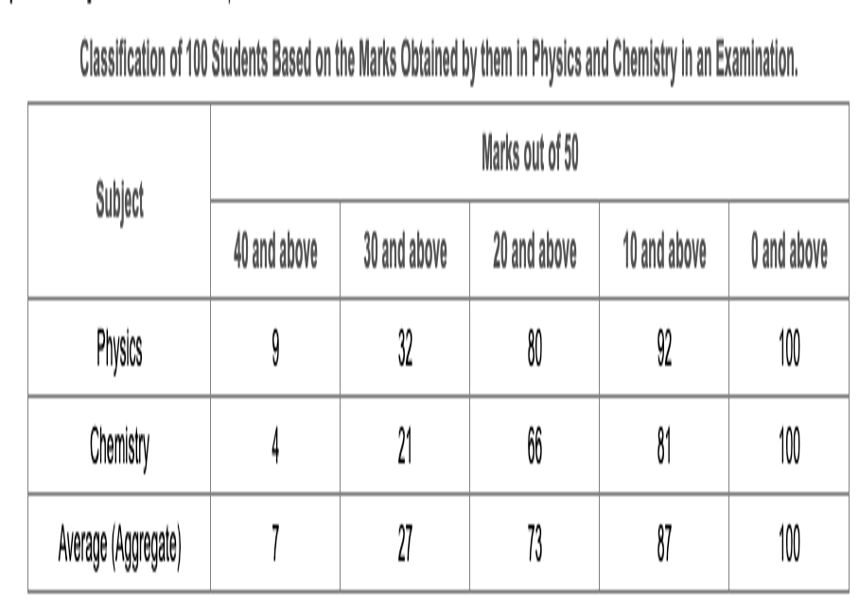 Classification of 100 Students Based on the Marks Obtained by them in Physics and Chemistry in an Examination.
Subject
Marks out of 50
40 and above 30 and above 20 and above 10 and above 0 and above
Physics 9 32 80 92 100
Chemistry 4 21 66 81 100
Average (Aggregate) 7 27 73 87 100